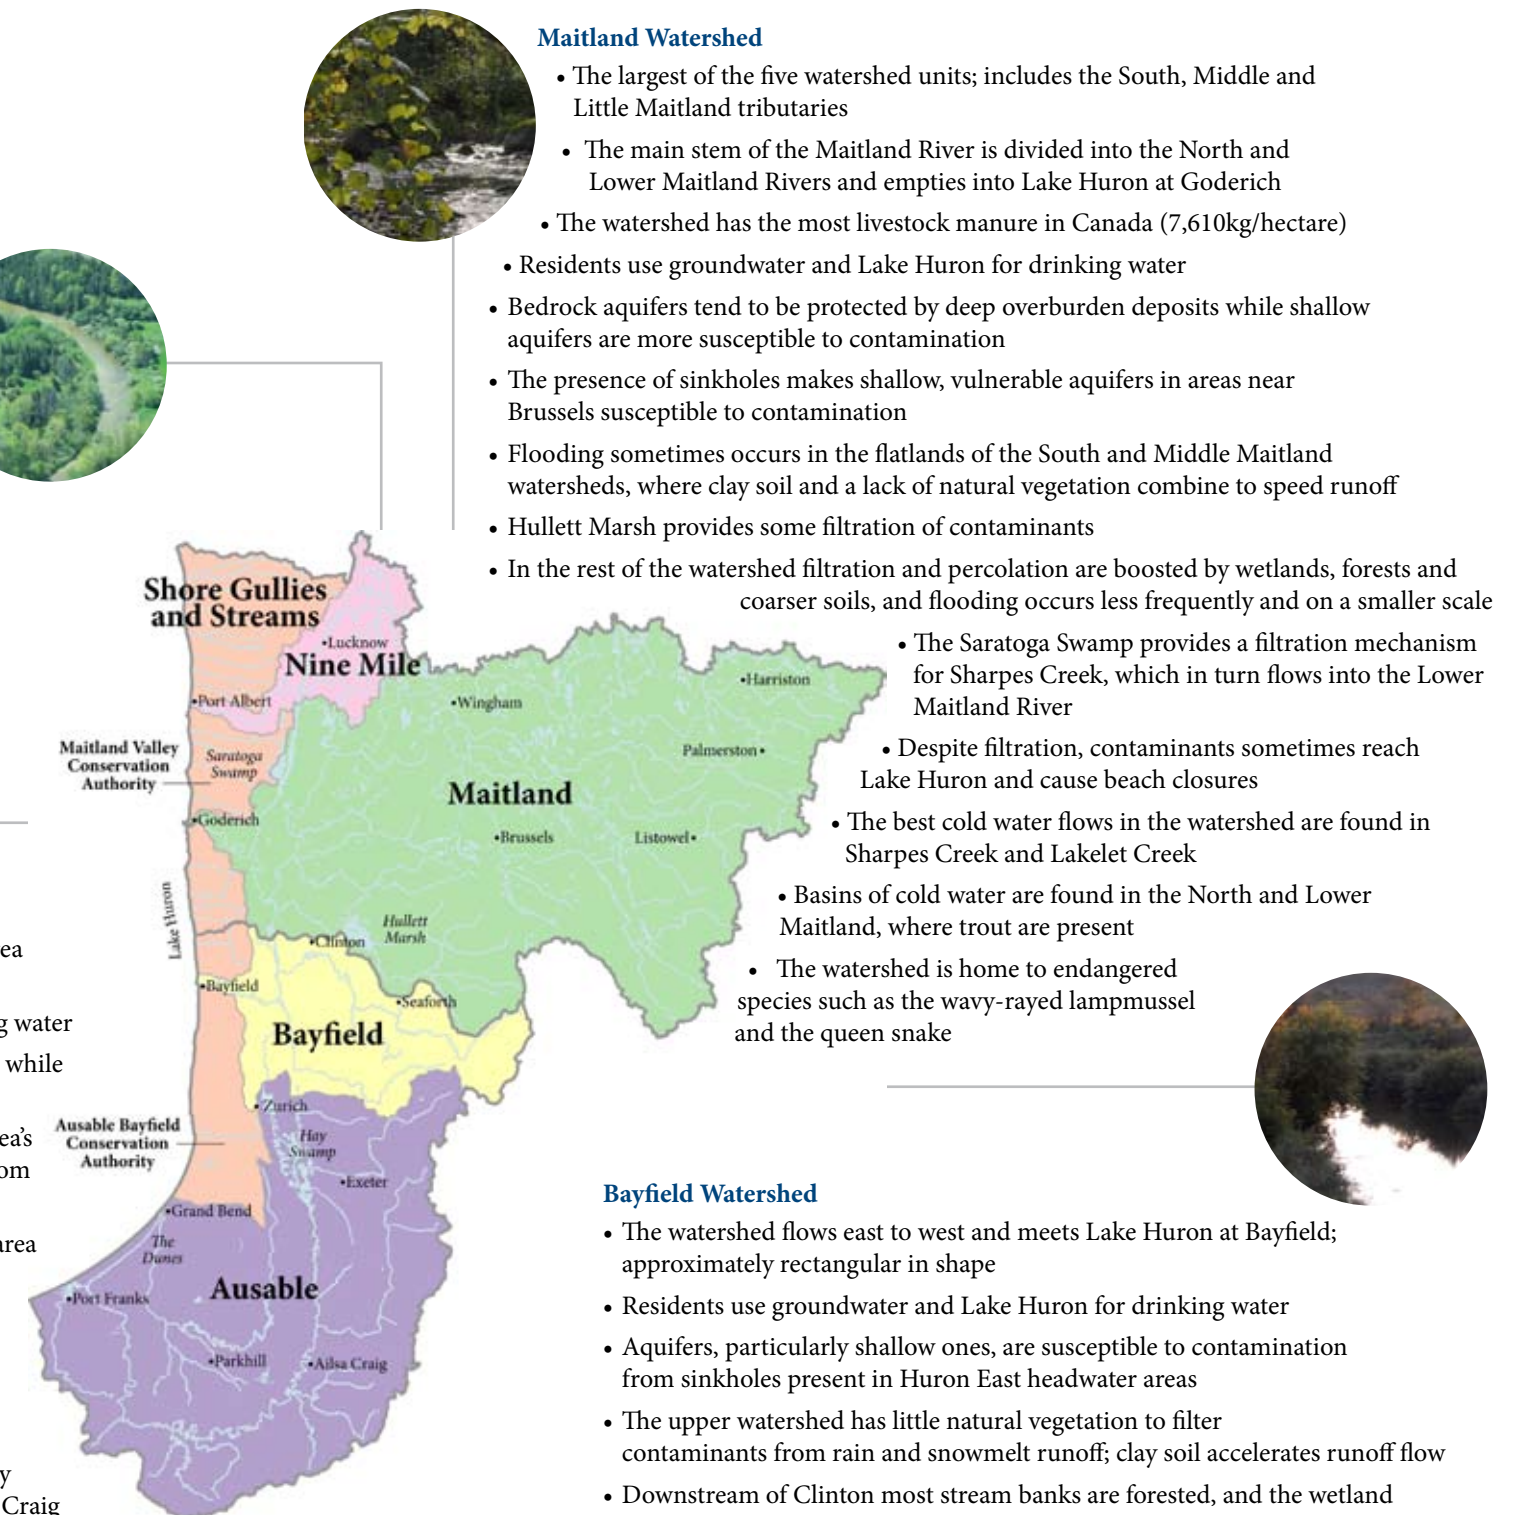 Maitland Watershed
• The largest of the five watershed units; includes the South, Middle and
Little Maitland tributaries
• The main stem of the Maitland River is divided into the North and
Lower Maitland Rivers and empties into Lake Huron at Goderich
• The watershed has the most livestock manure in Canada (7,610kg/hectare)
• Residents use groundwater and Lake Huron for drinking water
• Bedrock aquifers tend to be protected by deep overburden deposits while shallow
aquifers are more susceptible to contamination
• The presence of sinkholes makes shallow, vulnerable aquifers in areas near
Brussels susceptible to contamination
• Flooding sometimes occurs in the flatlands of the South and Middle Maitland
watersheds, where clay soil and a lack of natural vegetation combine to speed runoff
• Hullett Marsh provides some filtration of contaminants
• In the rest of the watershed filtration and percolation are boosted by wetlands, forests and
coarser soils, and flooding occurs less frequently and on a smaller scale
• The Saratoga Swamp provides a filtration mechanism
for Sharpes Creek, which in turn flows into the Lower
Maitland River
• Despite filtration, contaminants sometimes reach
Lake Huron and cause beach closures
• The best cold water flows in the watershed are found in
Sharpes Creek and Lakelet Creek
• Basins of cold water are found in the North and Lower
Maitland, where trout are present
• The watershed is home to endangered
species such as the wavy-rayed lampmussel
and the queen snake
Shore Gullies
and Streams
•Lucknow
Nine Mile
•Port Albert
•Wingham
•Harriston
Palmerston•
Maitland Valley
Conservation
Authority
Saratoga
Swamp
Maitland
•Goderich
•Brussels
Listowel•
Lake Huron
Hullett
Marsh
•Clinton
•Bayfield
•Seaforth
Bayfield
•Zurich
Ausable Bayfield
Conservation
Authority
Hay
Swamp
•Exeter
•Grand Bend
The
Dunes
Ausable
•Port Franks
•Parkhill
•Ailsa Craig
ea
g water
while
ea's
om
area
y
Craig
Bayfield Watershed
• The watershed flows east to west and meets Lake Huron at Bayfield;
approximately rectangular in shape
• Residents use groundwater and Lake Huron for drinking water
• Aquifers, particularly shallow ones, are susceptible to contamination
from sinkholes present in Huron East headwater areas
• The upper watershed has little natural vegetation to filter
contaminants from rain and snowmelt runoff; clay soil accelerates runoff flow
• Downstream of Clinton most stream banks are forested, and the wetland